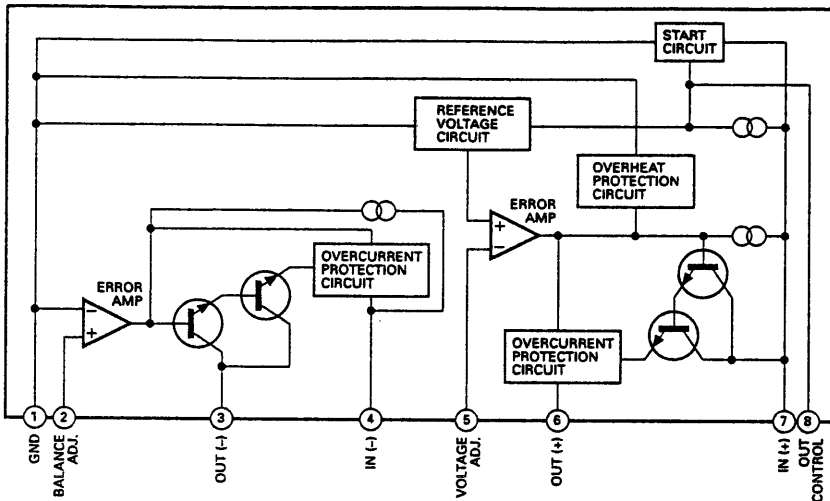 START
CIRCUIT
REFERENCE
VOLTAGE
CIRCUIT
OVERHEAT
PROTECTION
CIRCUIT
ERROR
AMP
+
−
OVERCURRENT
PROTECTION
CIRCUIT
ERROR
AMP
−
+
OVERCURRENT
PROTECTION
CIRCUIT
1
2
3
4
5
6
7
8
GND
BALANCE
ADJ.
OUT (–)
IN (–)
VOLTAGE
ADJ.
OUT (+)
IN (+)
OUT
CONTROL